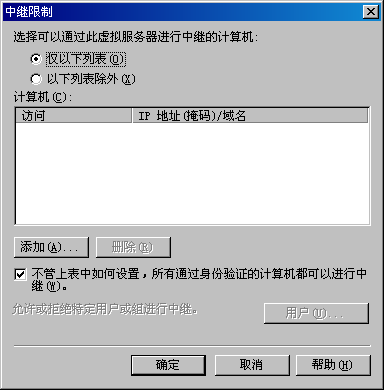 中继限制
选择可以通过此虚拟服务器进行中继的计算机:
仅以下列表(O)
以下列表除外(X)
计算机(C):
访问 IP 地址(掩码)/域名
添加(A)... 删除(R)
不管上表中如何设置，所有通过身份验证的计算机都可以进行中
继(W)。
允许或拒绝特定用户或组进行中继。 用户(U)...
确定 取消 帮助(H)